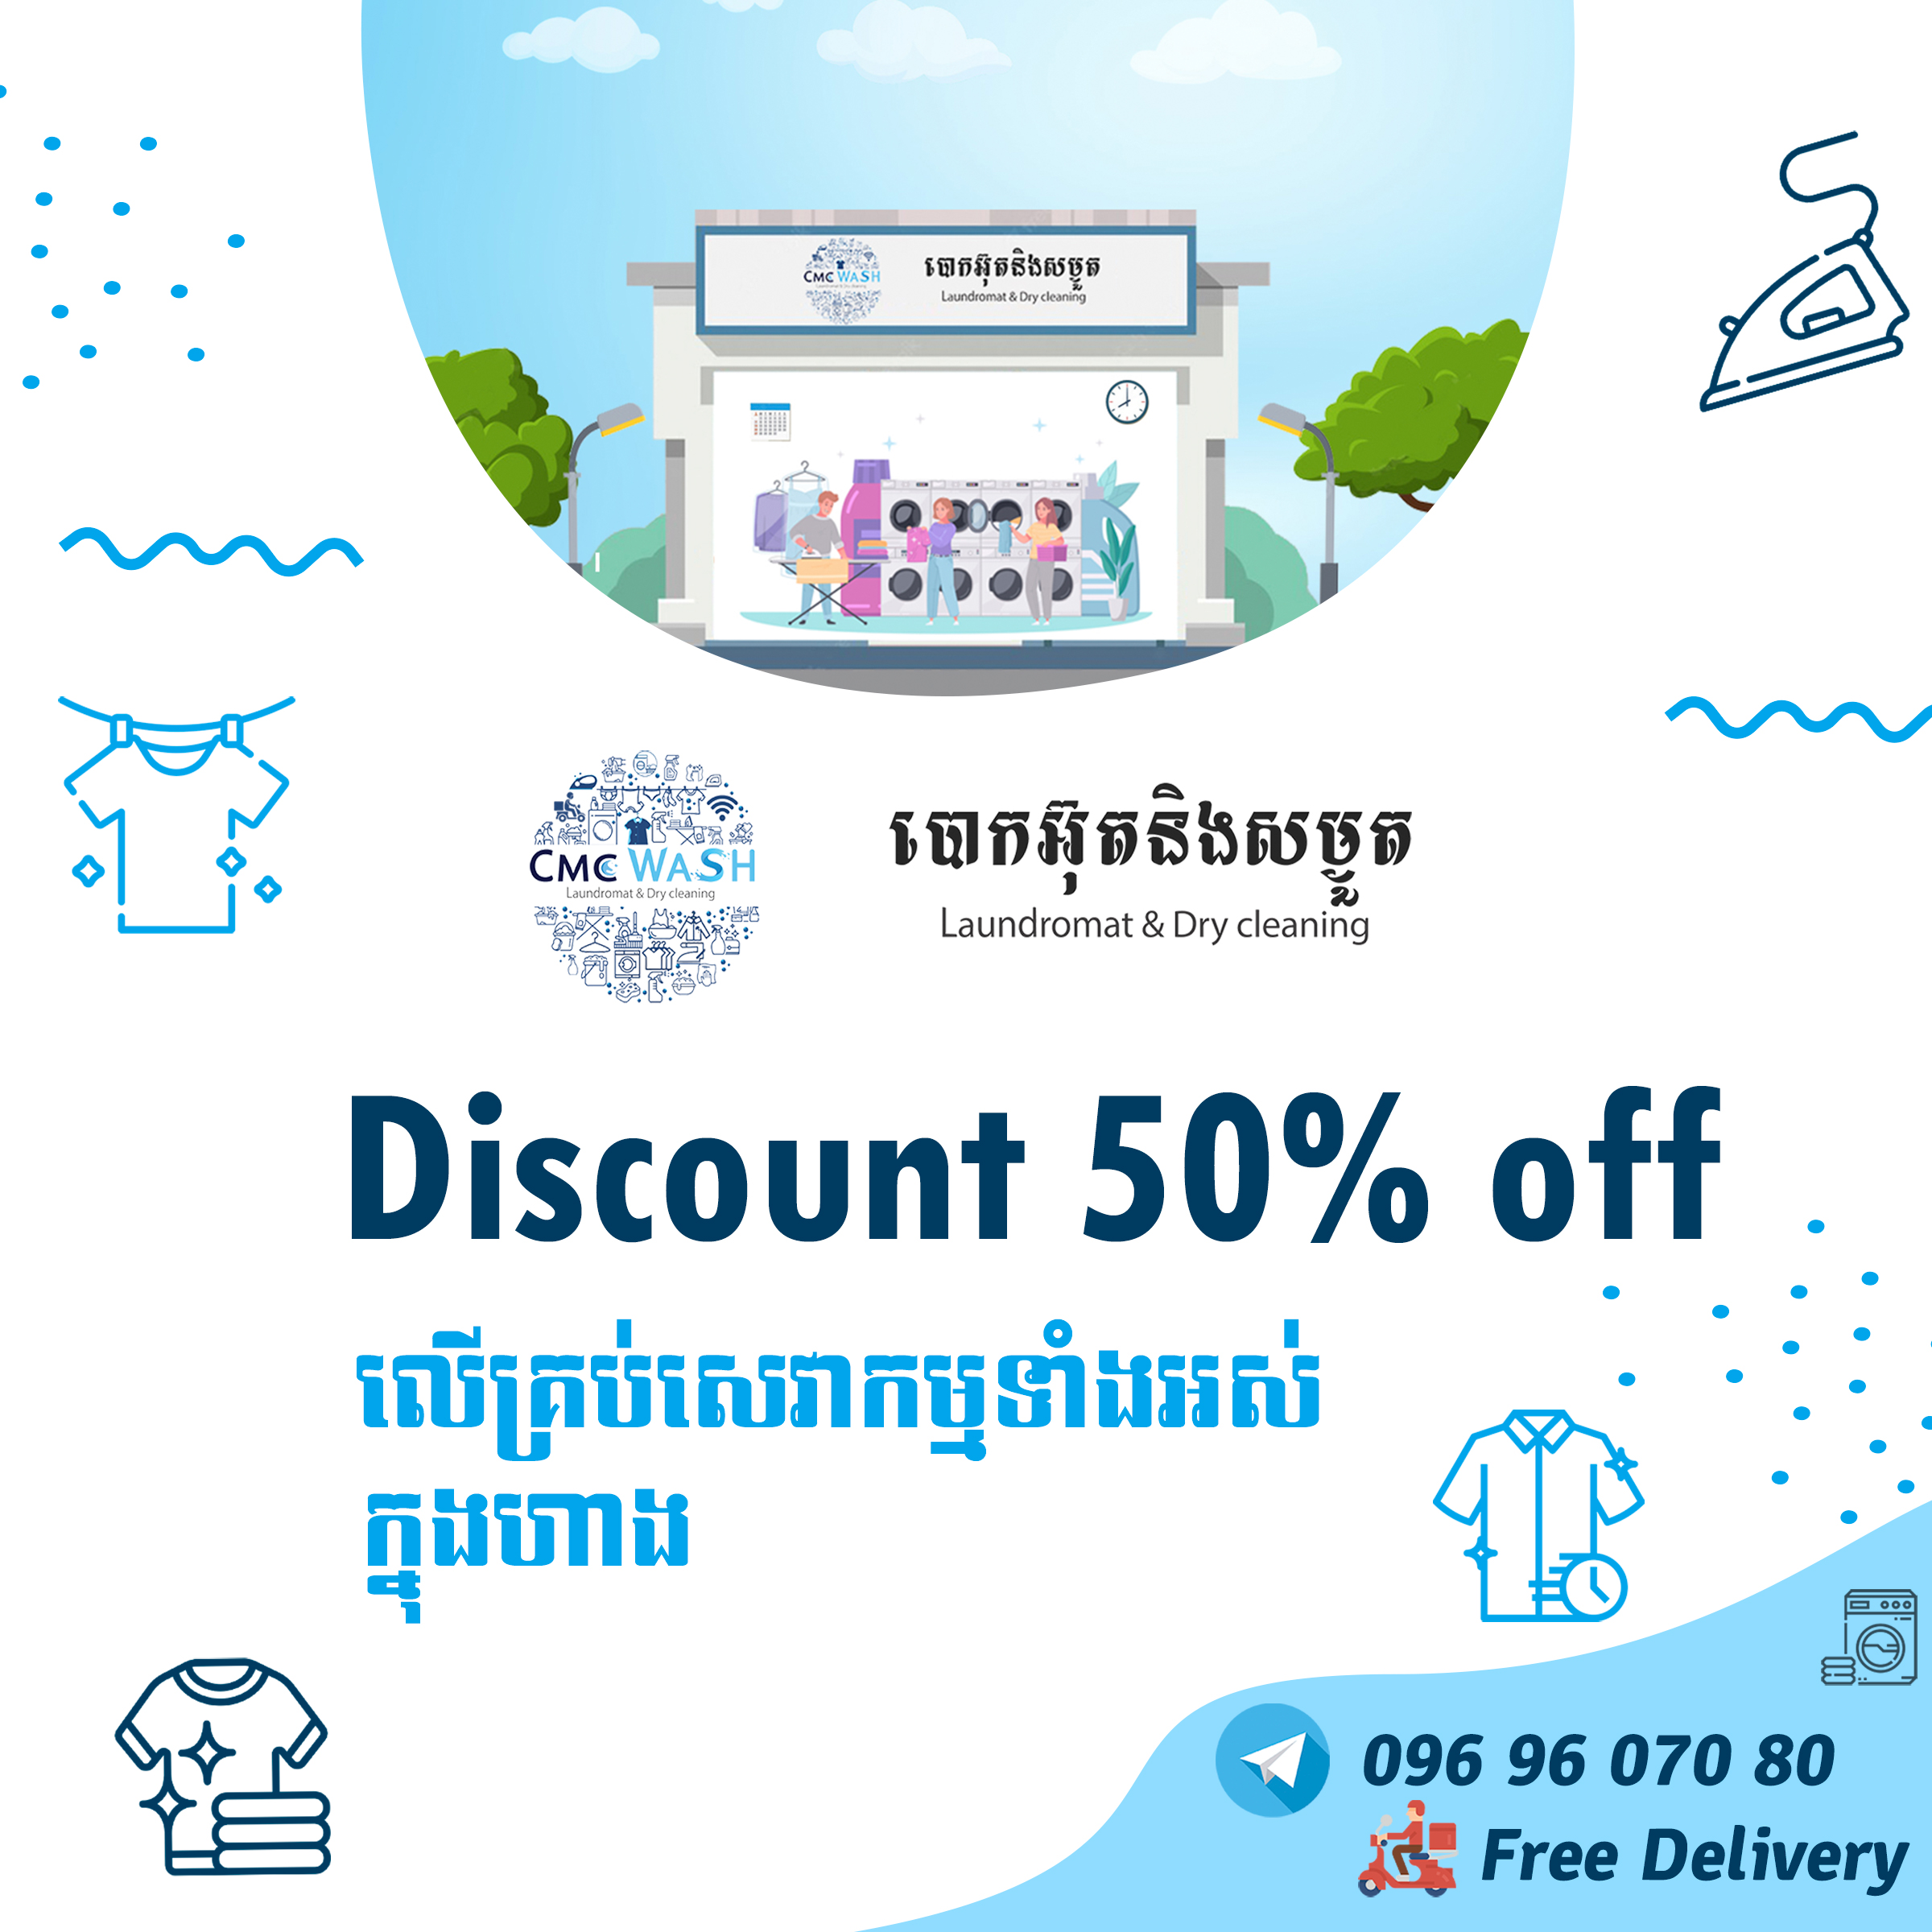 CMC WASH
Laundromat & Dry cleaning
បោកអ៊ុតនិងសម្ងួត
Laundromat & Dry cleaning
CMC WASH
Laundromat & Dry cleaning
បោកអ៊ុតនិងសម្ងួត
Laundromat & Dry cleaning
Discount 50% off
លើគ្រប់សេវាកម្មទាំងអស់
ក្នុងហាង
096 96 070 80
Free Delivery